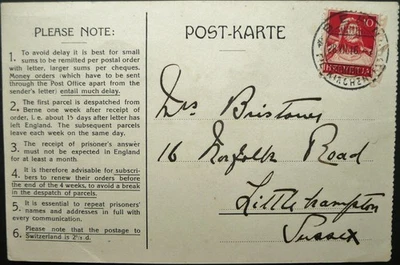 PLEASE NOTE:
1. To avoid delay it is best for small
sums to be remitted per postal order
with letter, larger sums per cheques.
Money orders (which have to be sent
through the Post Office apart from the
sender's letter) entail much delay.
2. The first parcel is despatched from
Berne one week after receipt of
order, I. e. about 1½ days after letter has
left England. The subsequent parcels
leave each week on the same day.
3. The receipt of prisoner's answer
must not be expected in England
for at least a month.
4. It is therefore advisable for subscri-
bers to renew their orders before
the end of the 4 weeks, to avoid a break
in the despatch of parcels.
5. It is essential to repeat prisoners'
names and addresses in full with
every communication.
6. Please note that the postage to
Switzerland is 2½ d.
POST-KARTE
10
HELVETIA
Mrs Bristowe
16 Norfolk Road
Littlehampton
Sussex